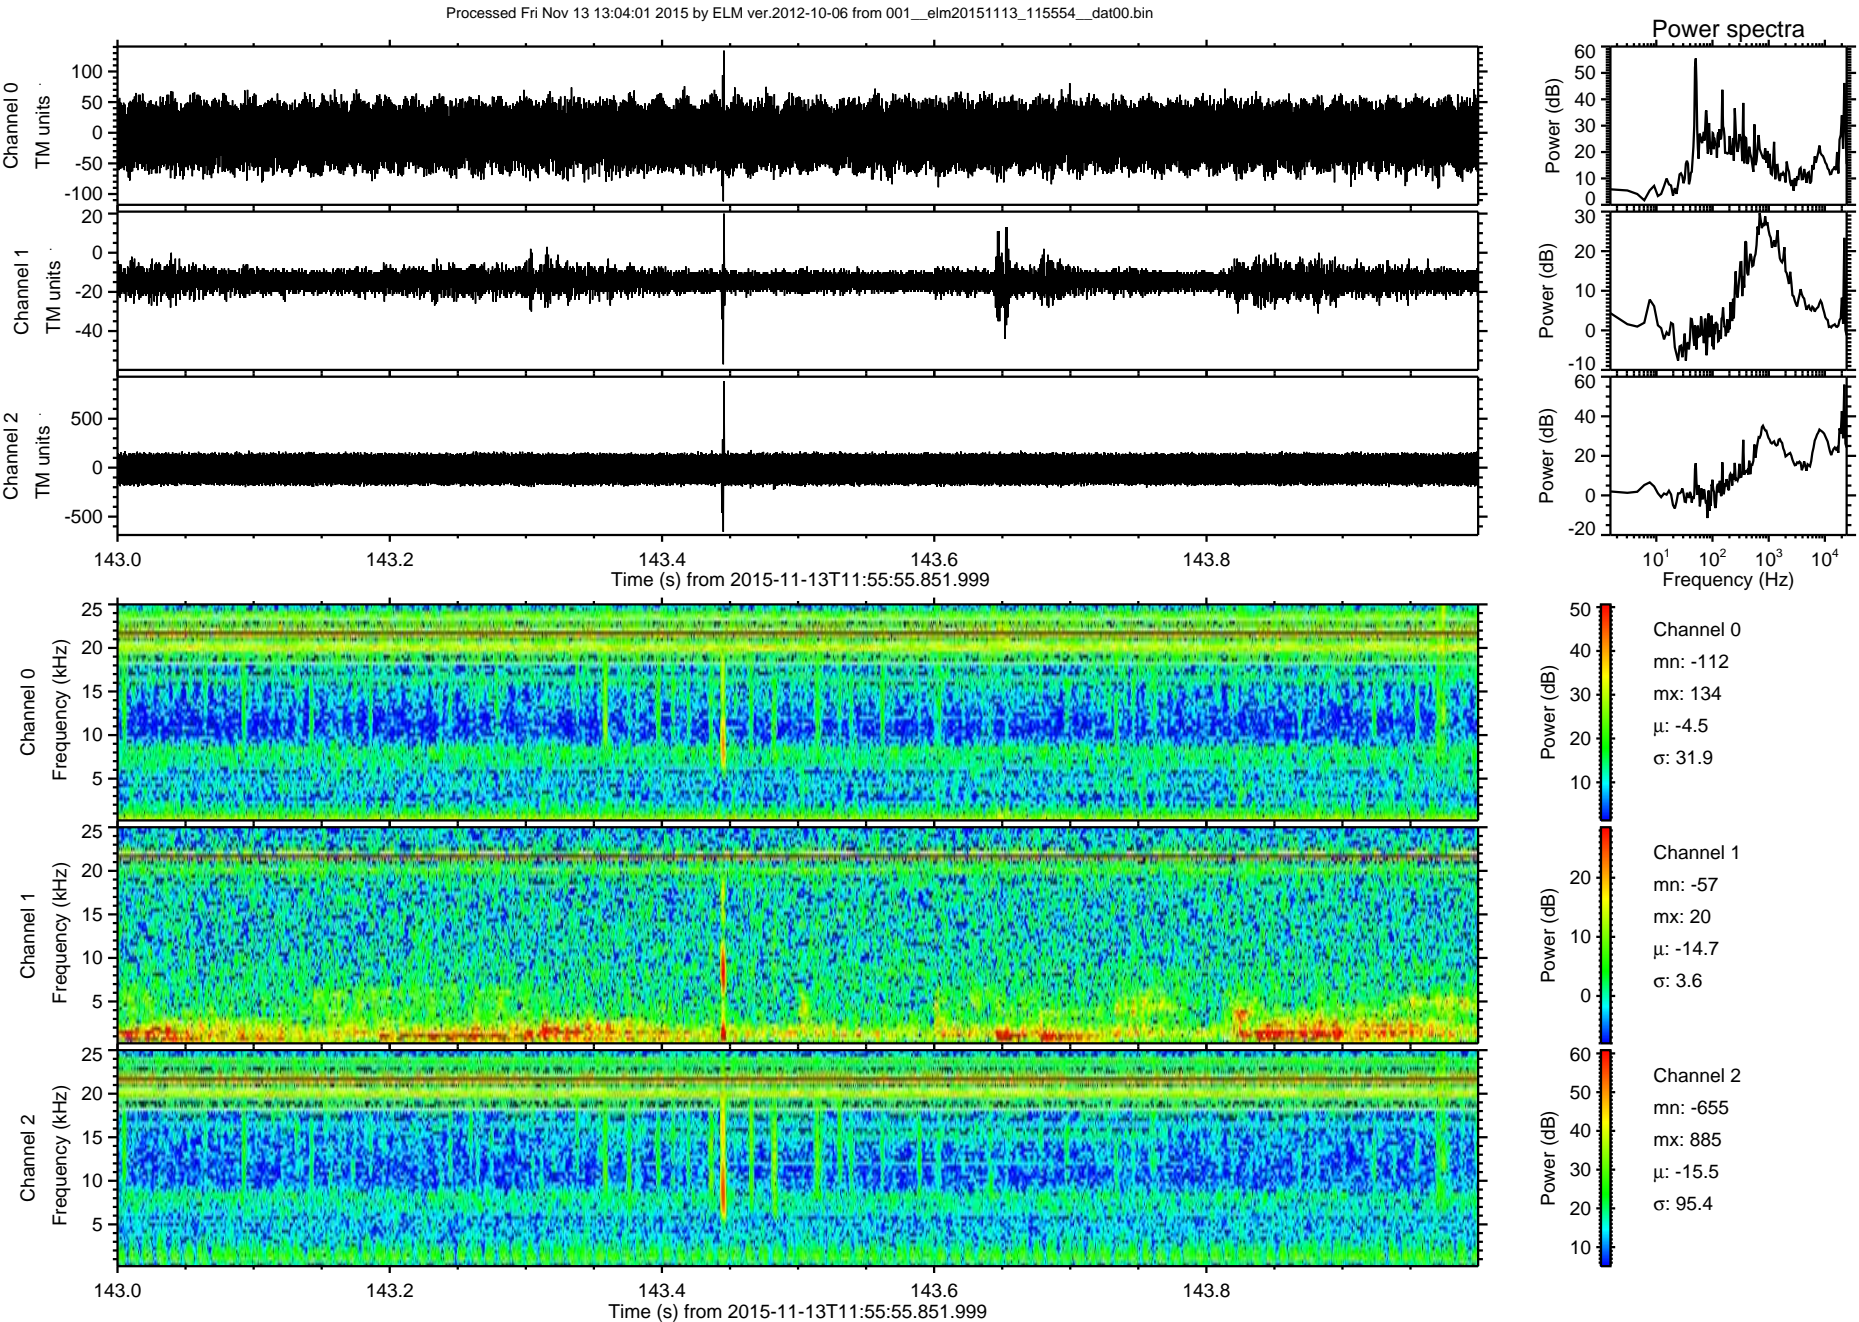 Processed Fri Nov 13 13:04:01 2015 by ELM ver.2012-10-06 from 001__elm20151113_115554__dat00.bin
Power spectra
Channel 0
TM units
100
50
0
-50
-100
Power (dB)
60
50
40
30
20
10
0
Channel 1
TM units
20
0
-20
-40
Power (dB)
30
20
10
0
-10
Channel 2
TM units
500
0
-500
Power (dB)
60
40
20
0
-20
143.0 143.2 143.4 143.6 143.8
Time (s) from 2015-11-13T11:55:55.851.999
10^1 10^2 10^3 10^4
Frequency (Hz)
Channel 0
Frequency (kHz)
25
20
15
10
5
Power (dB)
50
40
30
20
10
Channel 0
mn: -112
mx: 134
μ: -4.5
σ: 31.9
Channel 1
Frequency (kHz)
25
20
15
10
5
Power (dB)
20
10
0
Channel 1
mn: -57
mx: 20
μ: -14.7
σ: 3.6
Channel 2
Frequency (kHz)
25
20
15
10
5
Power (dB)
60
50
40
30
20
10
Channel 2
mn: -655
mx: 885
μ: -15.5
σ: 95.4
143.0 143.2 143.4 143.6 143.8
Time (s) from 2015-11-13T11:55:55.851.999